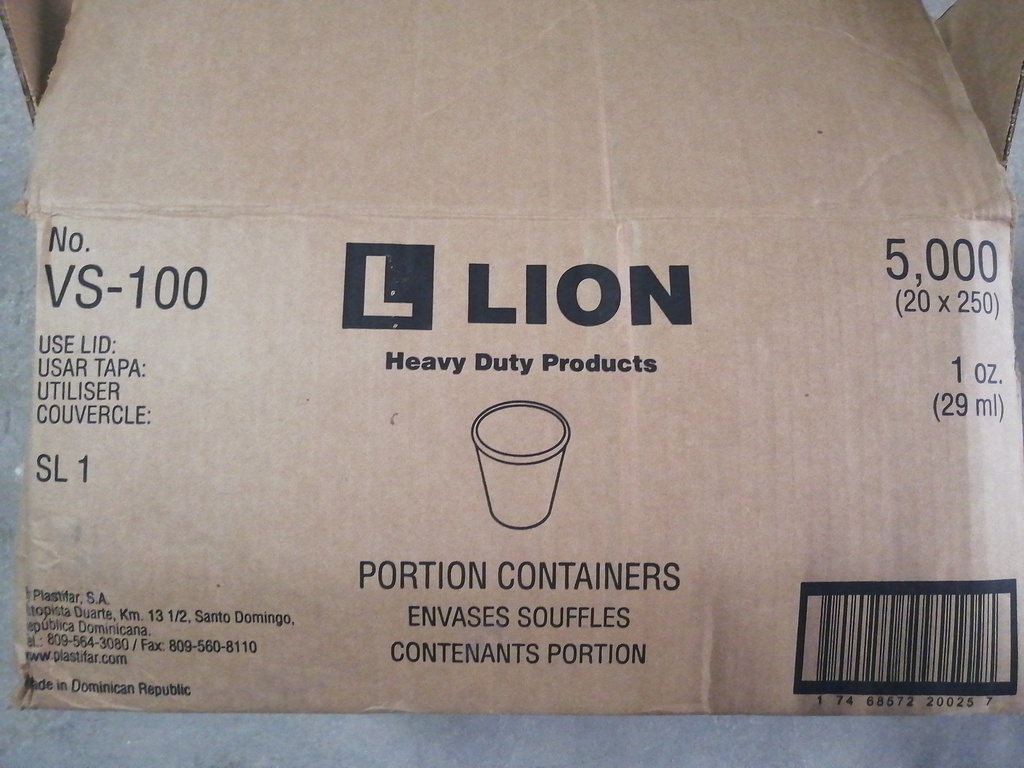 No.
VS-100
USE LID:
USAR TAPA:
UTILISER
COUVERCLE:
SL 1
L LION
Heavy Duty Products
5,000
(20 x 250)
1 oz.
(29 ml)
PORTION CONTAINERS
ENVASES SOUFFLES
CONTENANTS PORTION
Plastifar, S.A.
topista Duarte, Km. 13 1/2, Santo Domingo,
epública Dominicana.
el.: 809-564-3080 / Fax: 809-560-8110
www.plastifar.com
Made in Dominican Republic
1 74 68572 20025 7